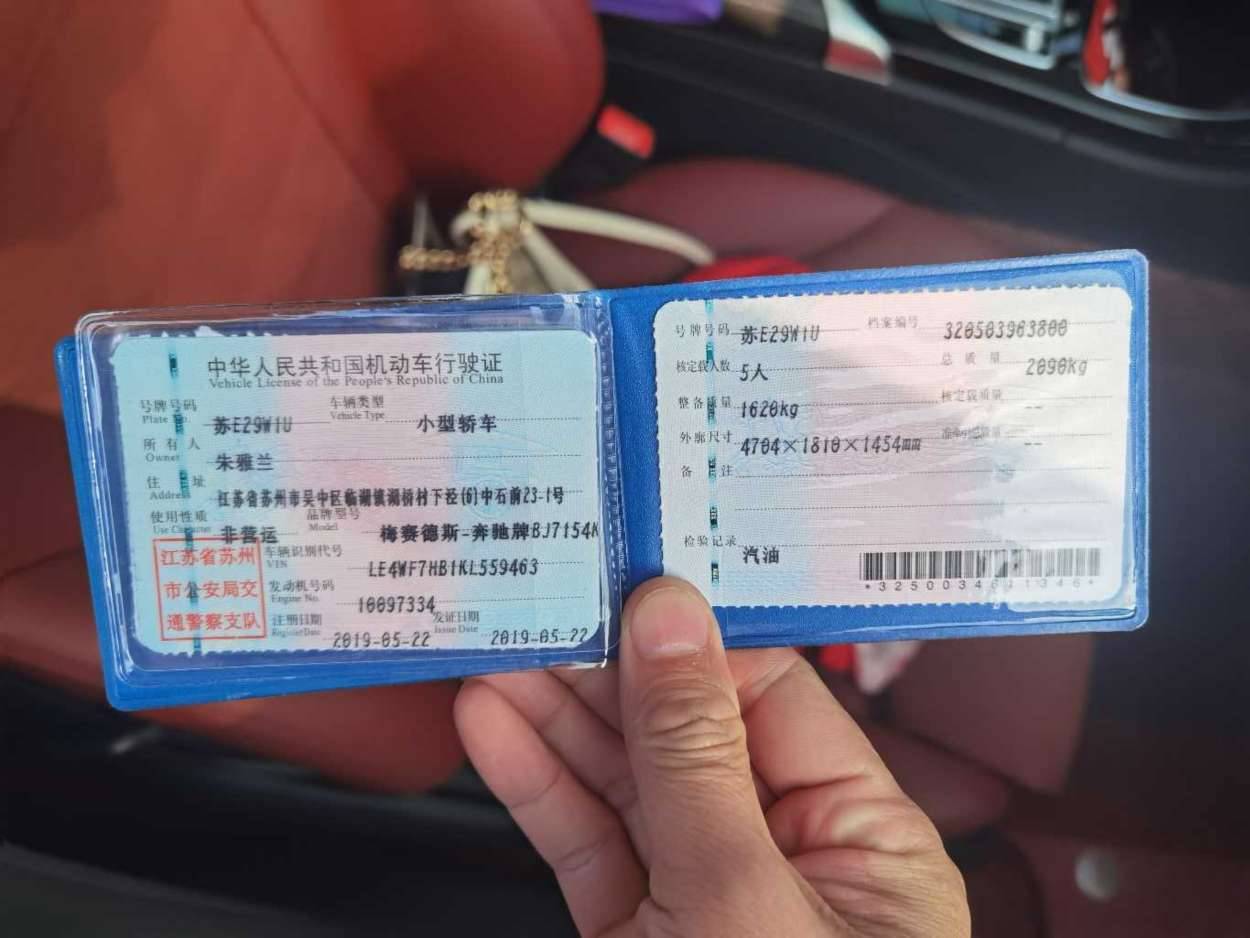 中华人民共和国机动车行驶证
Vehicle License of the People's Republic of China
号牌号码 苏E29W1U 车辆类型 小型轿车
Plate No. Vehicle Type
所有人 朱雅兰
Owner
住址 江苏省苏州市吴中区临湖镇湖桥村下泾(6)中石前23-1号
Address
使用性质 非营运 品牌型号 梅赛德斯-奔驰牌BJ7154K
Use Character Model
江苏省苏州
市公安局交
通警察支队
车辆识别代号 LE4WF7HB1KL559463
VIN
发动机号码 10097334
Engine No.
注册日期 2019-05-22 发证日期 2019-05-22
Register Date Issue Date
号牌号码 苏E29W1U 档案编号 320503963800
核定载人数 5人 总质量 2090kg
整备质量 1620kg 核定载质量 --
外廓尺寸 4704×1810×1454mm 准牵引总质量 --
备注
检验记录 汽油